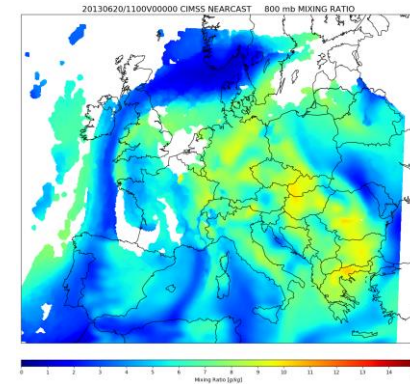 20130620/1100V00000 CIMSS NEARCAST 800 mb MIXING RATIO
0 1 2 3 4 5 6 7 8 9 10 11 12 13 14
Mixing Ratio [g/kg]